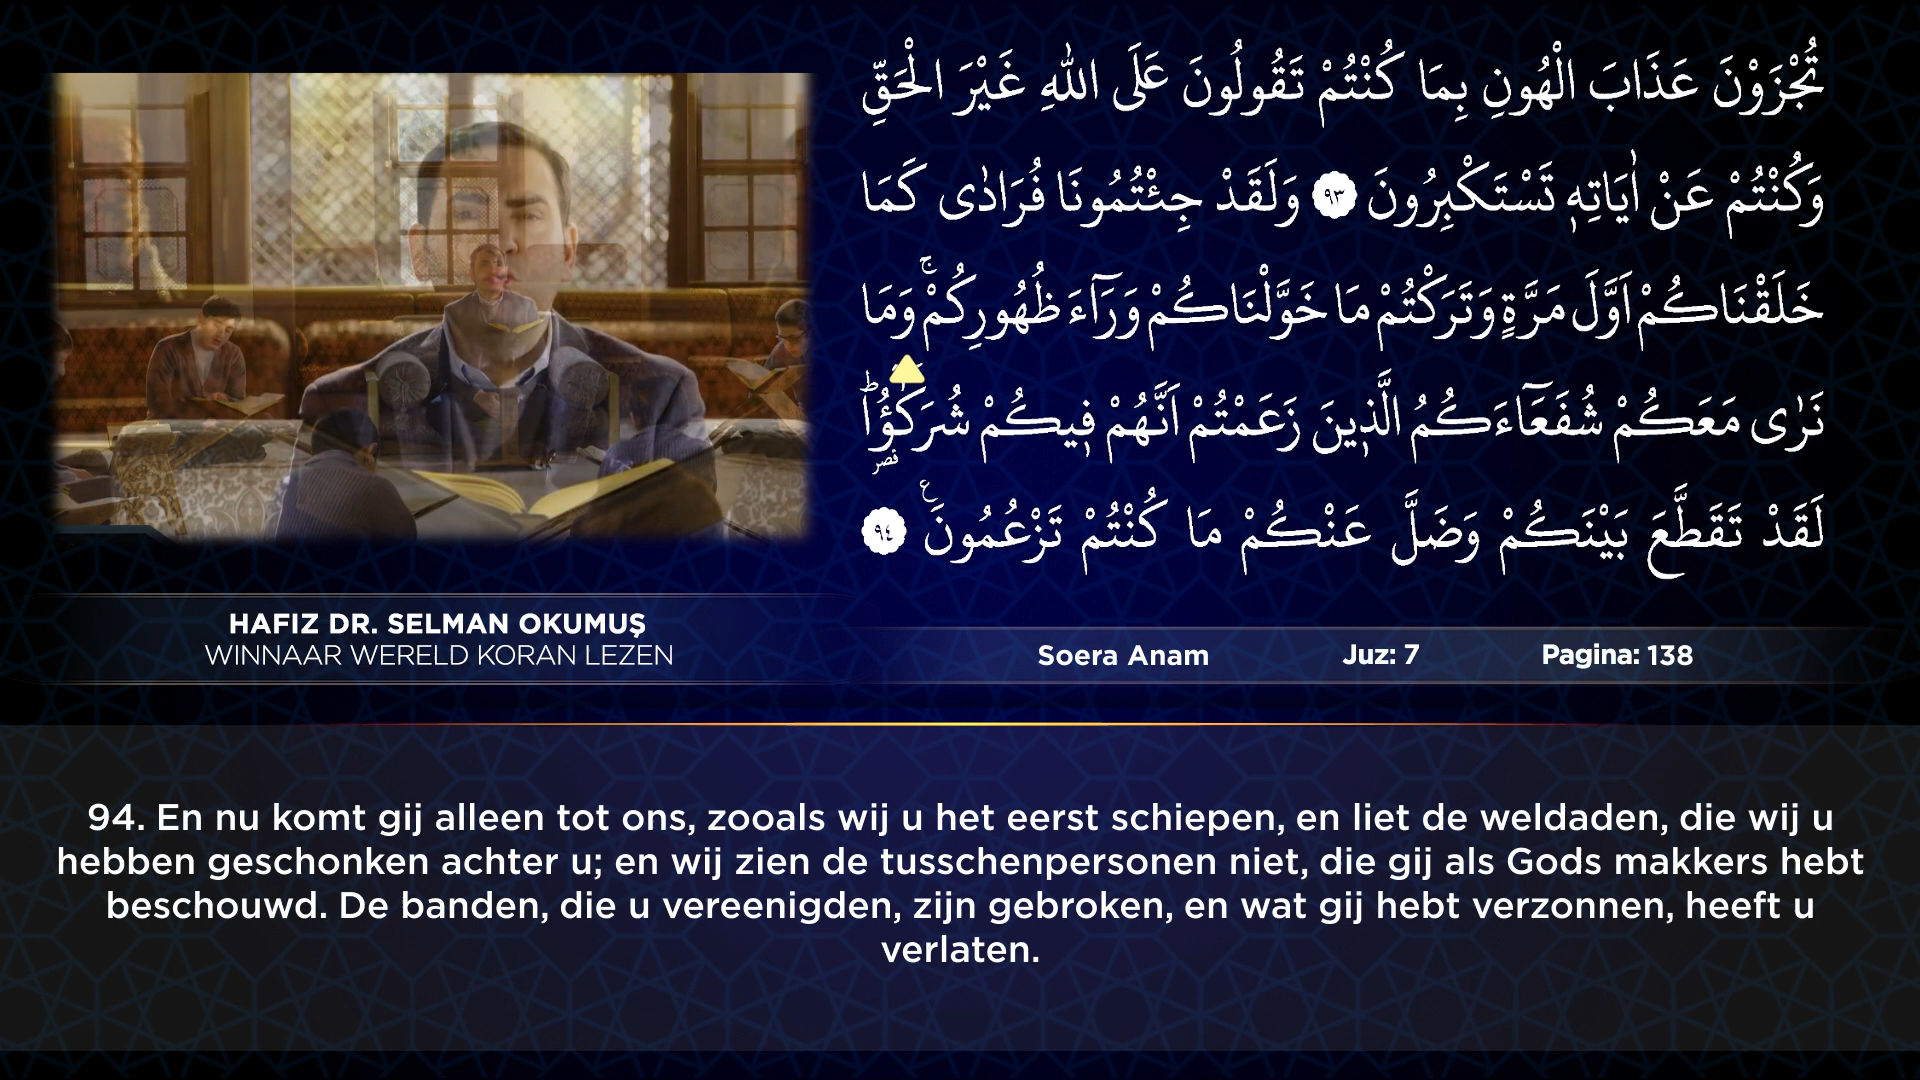 تُجْزَوْنَ عَذَابَ الْهُونِ بِمَا كُنْتُمْ تَقُولُونَ عَلَى اللّٰهِ غَيْرَ الْحَقِّ
وَكُنْتُمْ عَنْ اٰيَاتِهٖ تَسْتَكْبِرُونَ ﴿٩٣﴾ وَلَقَدْ جِئْتُمُونَا فُرَادٰى كَمَا
خَلَقْنَاكُمْ اَوَّلَ مَرَّةٍ وَتَرَكْتُمْ مَا خَوَّلْنَاكُمْ وَرَٓاءَ ظُهُورِكُمْۚ وَمَا
نَرٰى مَعَكُمْ شُفَعَٓاءَكُمُ الَّذٖينَ زَعَمْتُمْ اَنَّهُمْ فٖيكُمْ شُرَكٰٓؤُ۬اؕ
قصر
لَقَدْ تَقَطَّعَ بَيْنَكُمْ وَضَلَّ عَنْكُمْ مَا كُنْتُمْ تَزْعُمُونَ ع ﴿٩٤﴾
HAFIZ DR. SELMAN OKUMUŞ
WINNAAR WERELD KORAN LEZEN
Soera Anam Juz: 7 Pagina: 138
94. En nu komt gij alleen tot ons, zooals wij u het eerst schiepen, en liet de weldaden, die wij u
hebben geschonken achter u; en wij zien de tusschenpersonen niet, die gij als Gods makkers hebt
beschouwd. De banden, die u vereenigden, zijn gebroken, en wat gij hebt verzonnen, heeft u
verlaten.